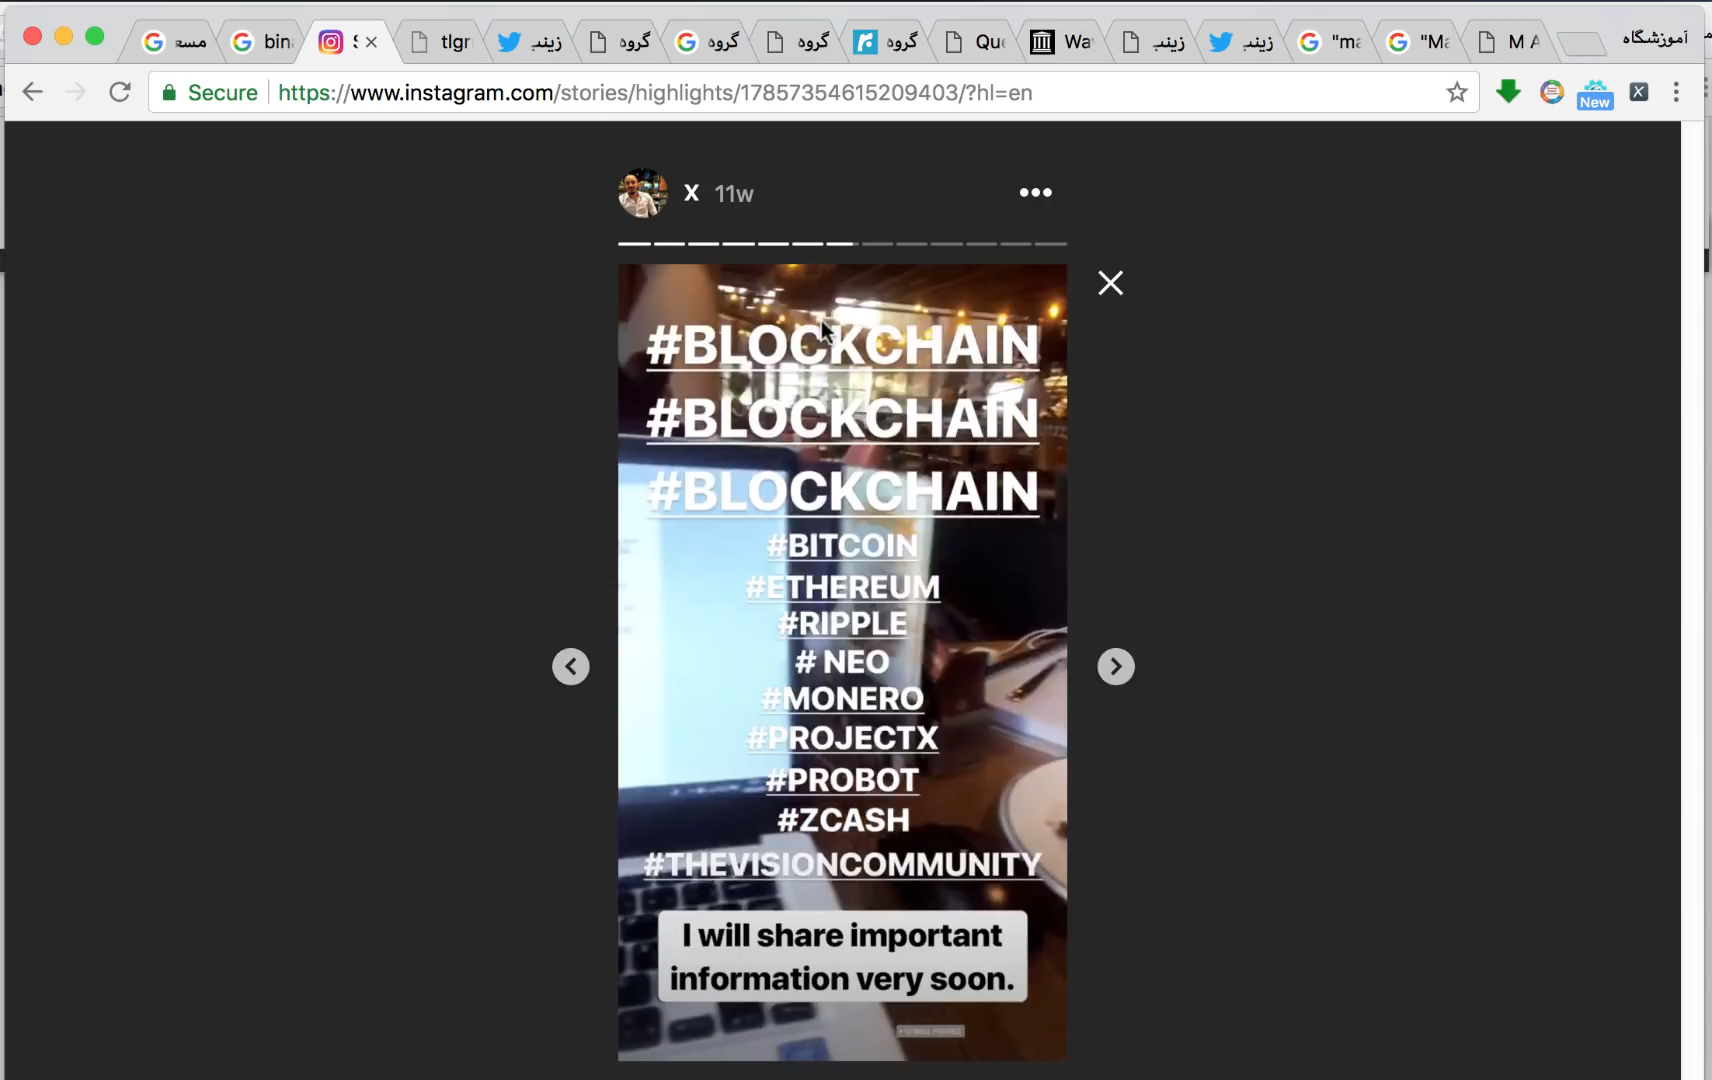 مسع
bin
S
tlgr
زینب
گروه
گروه
گروه
گروه
Que
Wa
زینب
زینب
"ma
"Ma
M A
آموزشگاه
Secure
https://www.instagram.com/stories/highlights/17857354615209403/?hl=en
New
X 11w
#BLOCKCHAIN
#BLOCKCHAIN
#BLOCKCHAIN
#BITCOIN
#ETHEREUM
#RIPPLE
# NEO
#MONERO
#PROJECTX
#PROBOT
#ZCASH
#THEVISIONCOMMUNITY
I will share important
information very soon.